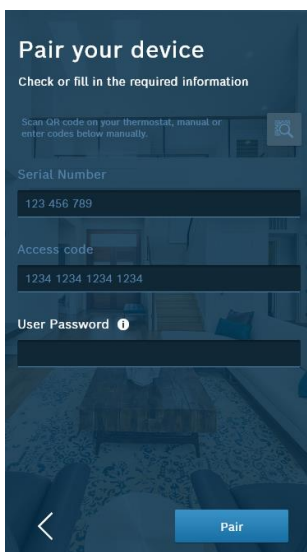 Pair your device
Check or fill in the required information
Scan QR code on your thermostat, manual or
enter codes below manually.
Serial Number
123 456 789
Access code
1234 1234 1234 1234
User Password
Pair